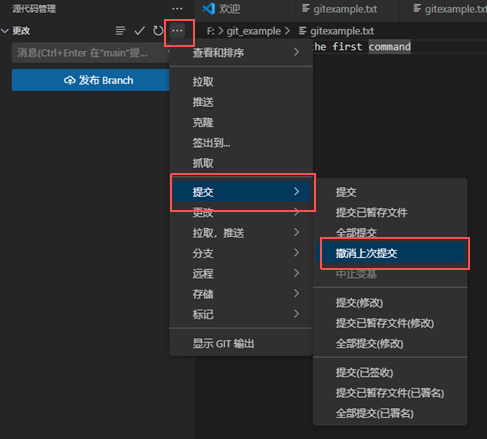 源代码管理
欢迎
gitexample.txt
gitexample.txt
更改
F: > git_example > gitexample.txt
消息(Ctrl+Enter 在"main"提...
the first command
发布 Branch
查看和排序
拉取
推送
克隆
签出到...
抓取
提交
更改
拉取，推送
分支
远程
存储
标记
显示 GIT 输出
提交
提交已暂存文件
全部提交
撤消上次提交
中止变基
提交(修改)
提交已暂存文件(修改)
全部提交(修改)
提交(已签收)
提交已暂存文件(已署名)
全部提交(已署名)